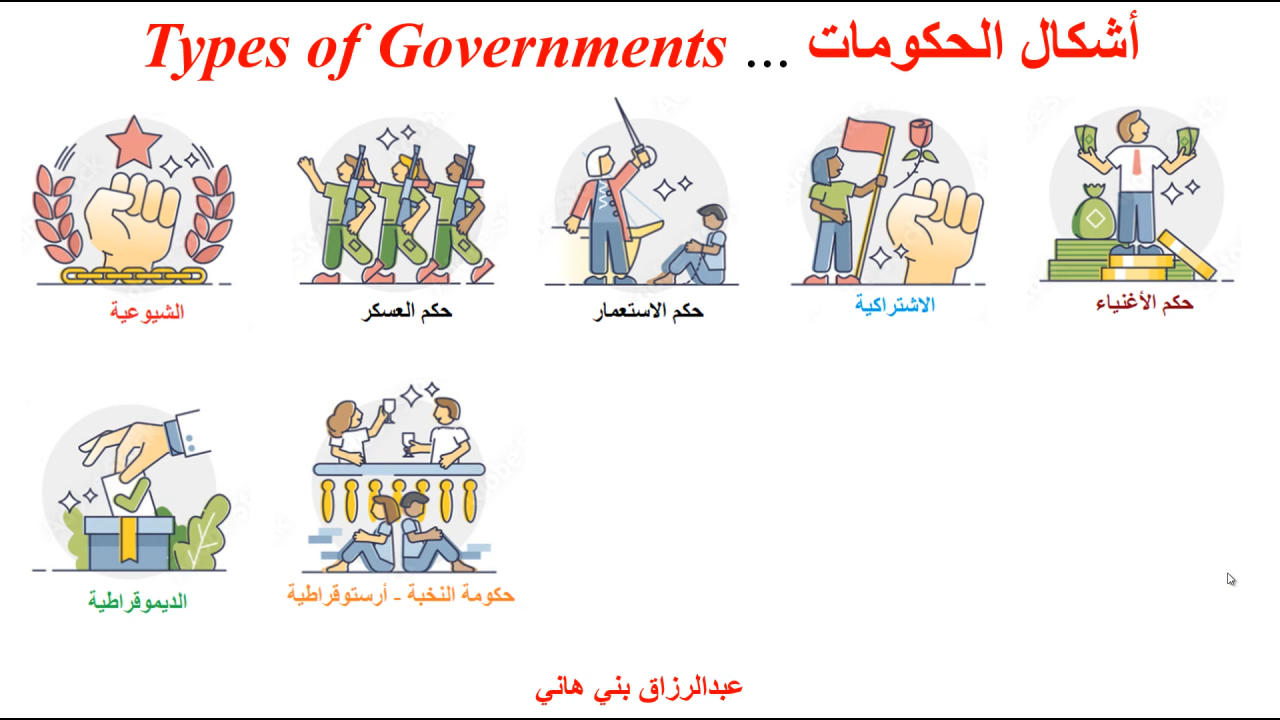 أشكال الحكومات ... Types of Governments
الشيوعية
حكم العسكر
حكم الاستعمار
الاشتراكية
حكم الأغنياء
الديموقراطية
حكومة النخبة - أرستوقراطية
عبدالرزاق بني هاني